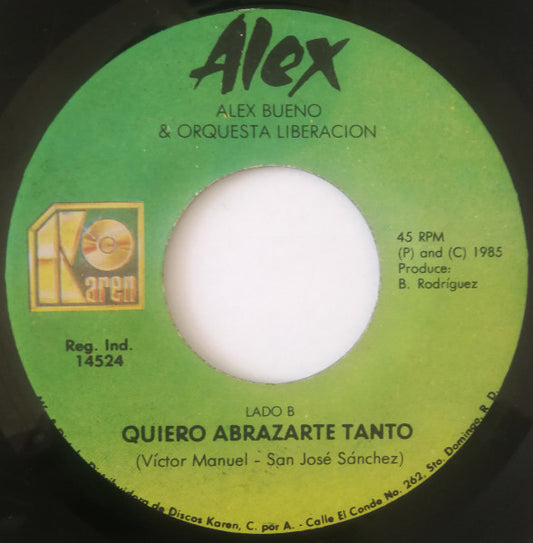 Alex
ALEX BUENO
& ORQUESTA LIBERACION
Karen
45 RPM
(P) and (C) 1985
Produce:
B. Rodríguez
Reg. Ind.
14524
LADO B
QUIERO ABRAZARTE TANTO
(Víctor Manuel - San José Sánchez)
Distribuidora de Discos Karen, C. por A. - Calle El Conde No. 262, Sto. Domingo, R. D.